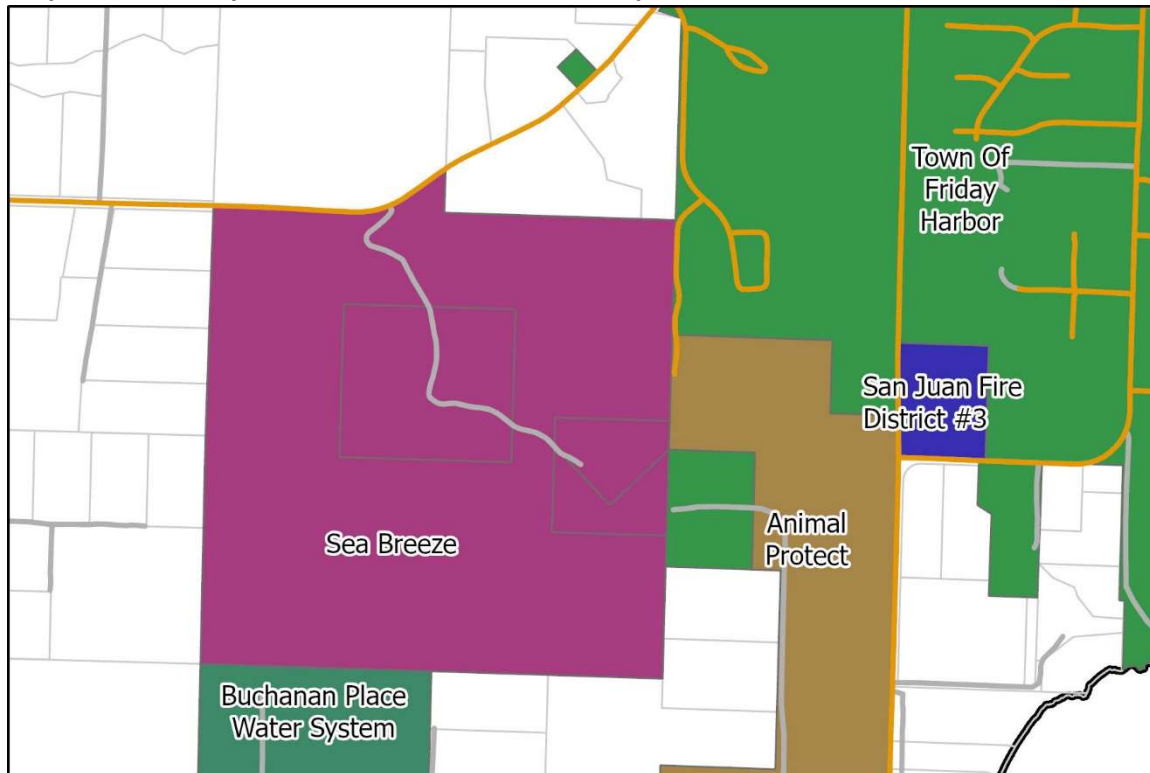 Town Of
Friday
Harbor
San Juan Fire
District #3
Animal
Protect
Sea Breeze
Buchanan Place
Water System